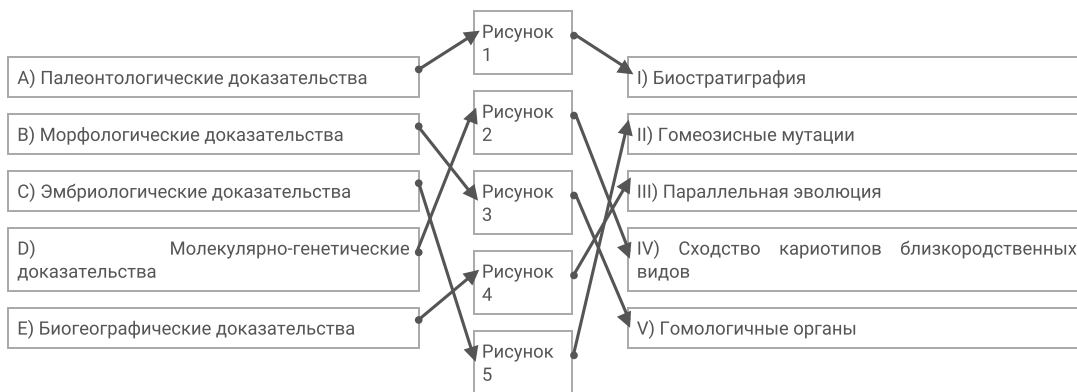 A) Палеонтологические доказательства
B) Морфологические доказательства
C) Эмбриологические доказательства
D) Молекулярно-генетические
доказательства
E) Биогеографические доказательства
Рисунок
1
Рисунок
2
Рисунок
3
Рисунок
4
Рисунок
5
I) Биостратиграфия
II) Гомеозисные мутации
III) Параллельная эволюция
IV) Сходство кариотипов близкородственных
видов
V) Гомологичные органы